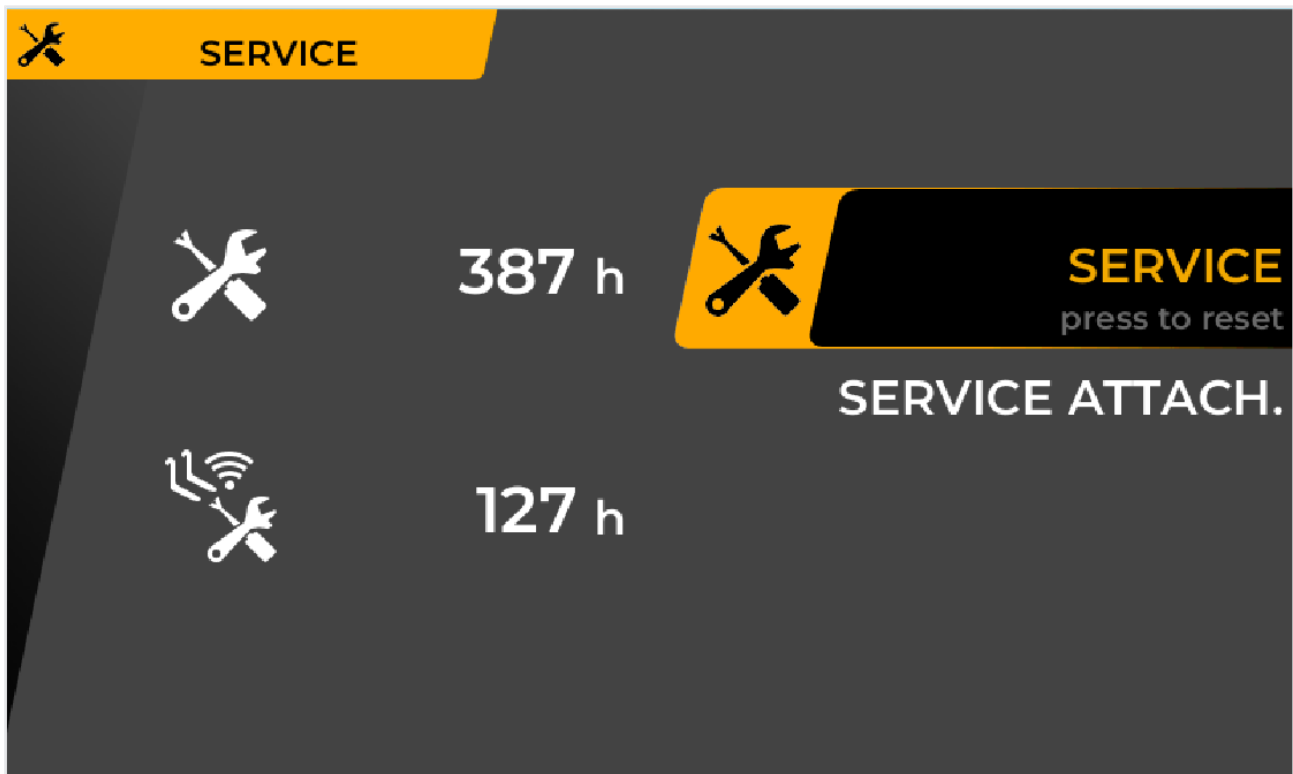 SERVICE
387 h
SERVICE
press to reset
SERVICE ATTACH.
127 h